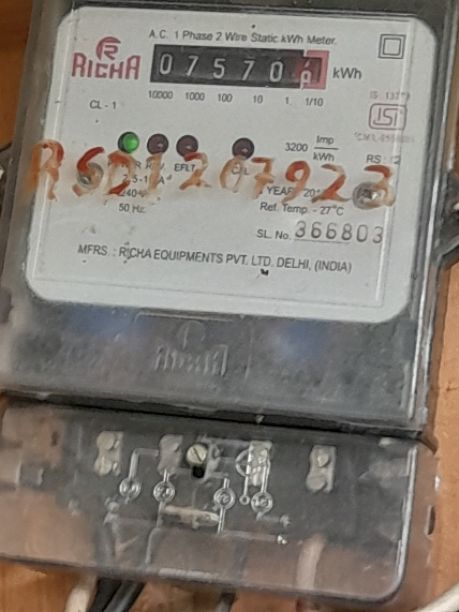 A.C. 1 Phase 2 Wire Static kWh Meter.
RICHA
07570
kWh
10000 1000 100 10 1 1/10
CL - 1
3200 Imp/kWh
EFLT
RSD1207923
50 Hz.
Ref. Temp. - 27°C
SL. No. 366803
MFRS. : RICHA EQUIPMENTS PVT. LTD. DELHI, (INDIA)
RICHA